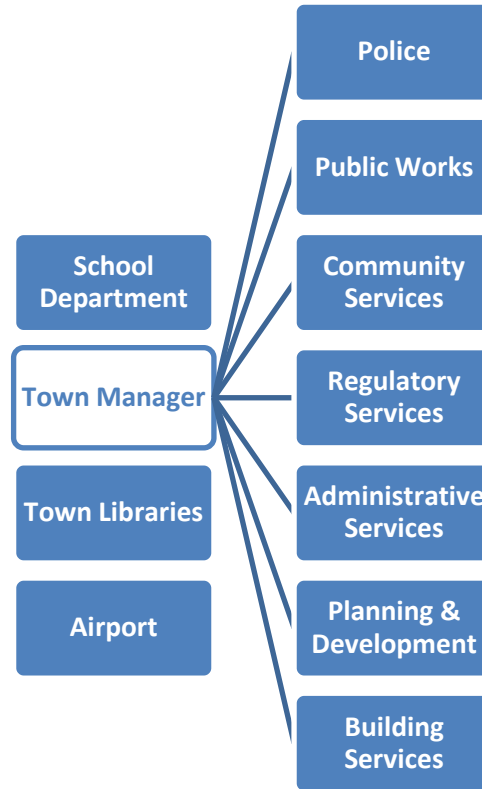 Police
Public Works
School
Department
Community
Services
Town Manager
Regulatory
Services
Town Libraries
Administrative
Services
Airport
Planning &
Development
Building
Services